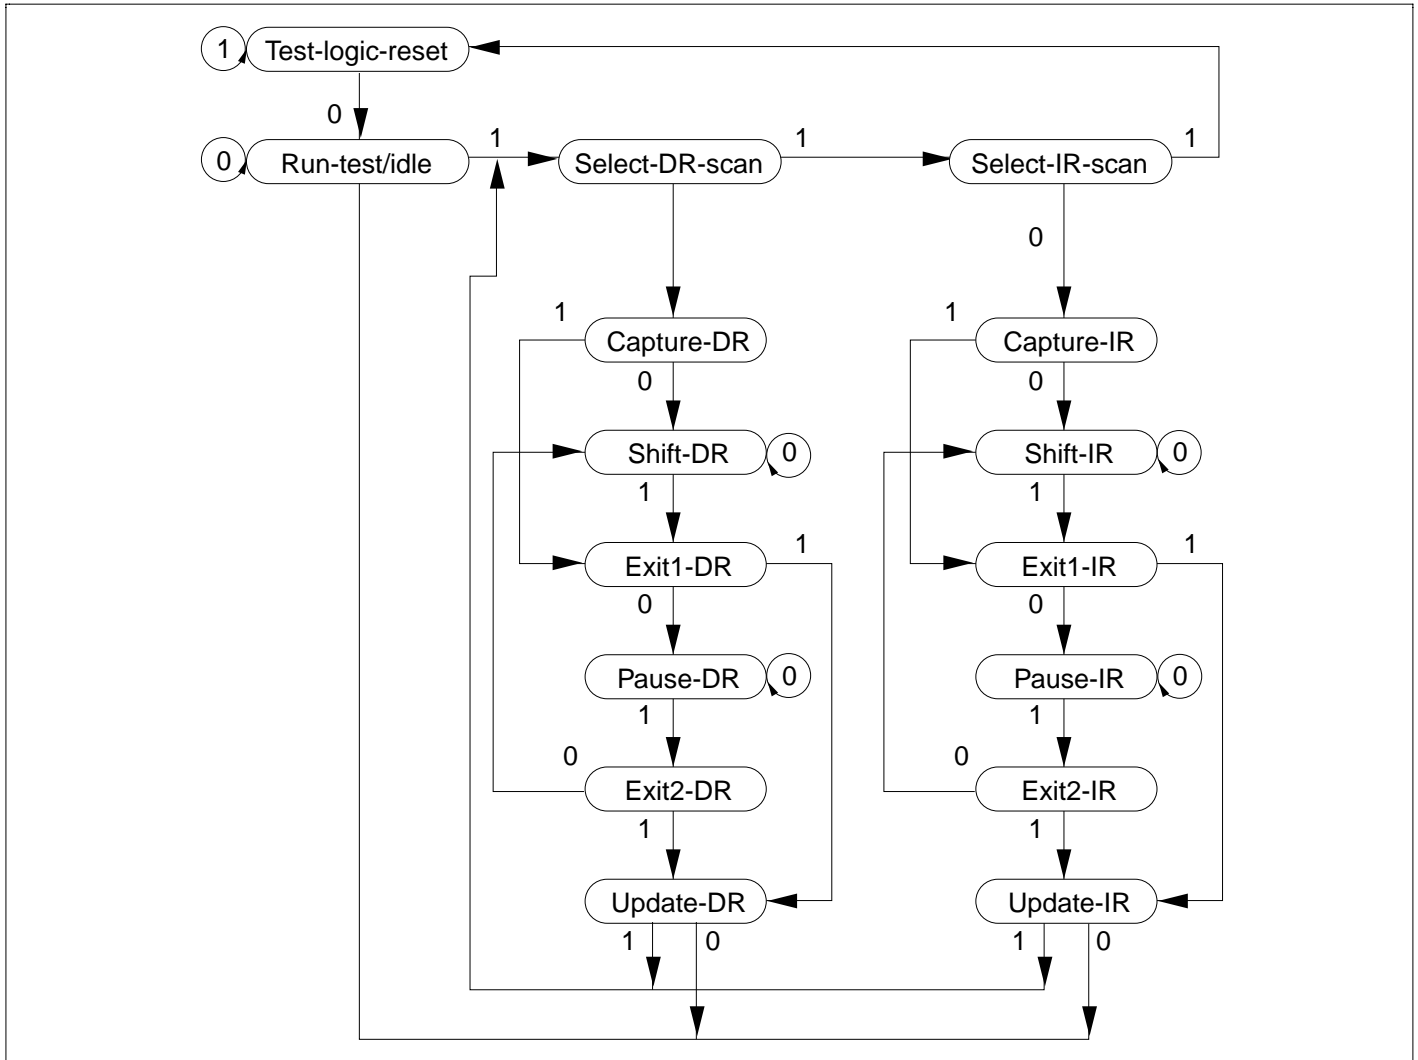 1 Test-logic-reset
0
0 Run-test/idle 1 Select-DR-scan 1 Select-IR-scan 1
0
1 1
Capture-DR Capture-IR
0 0
Shift-DR 0 Shift-IR 0
1 1
1 1
Exit1-DR Exit1-IR
0 0
Pause-DR 0 Pause-IR 0
1 1
0 0
Exit2-DR Exit2-IR
1 1
Update-DR Update-IR
1 0 1 0